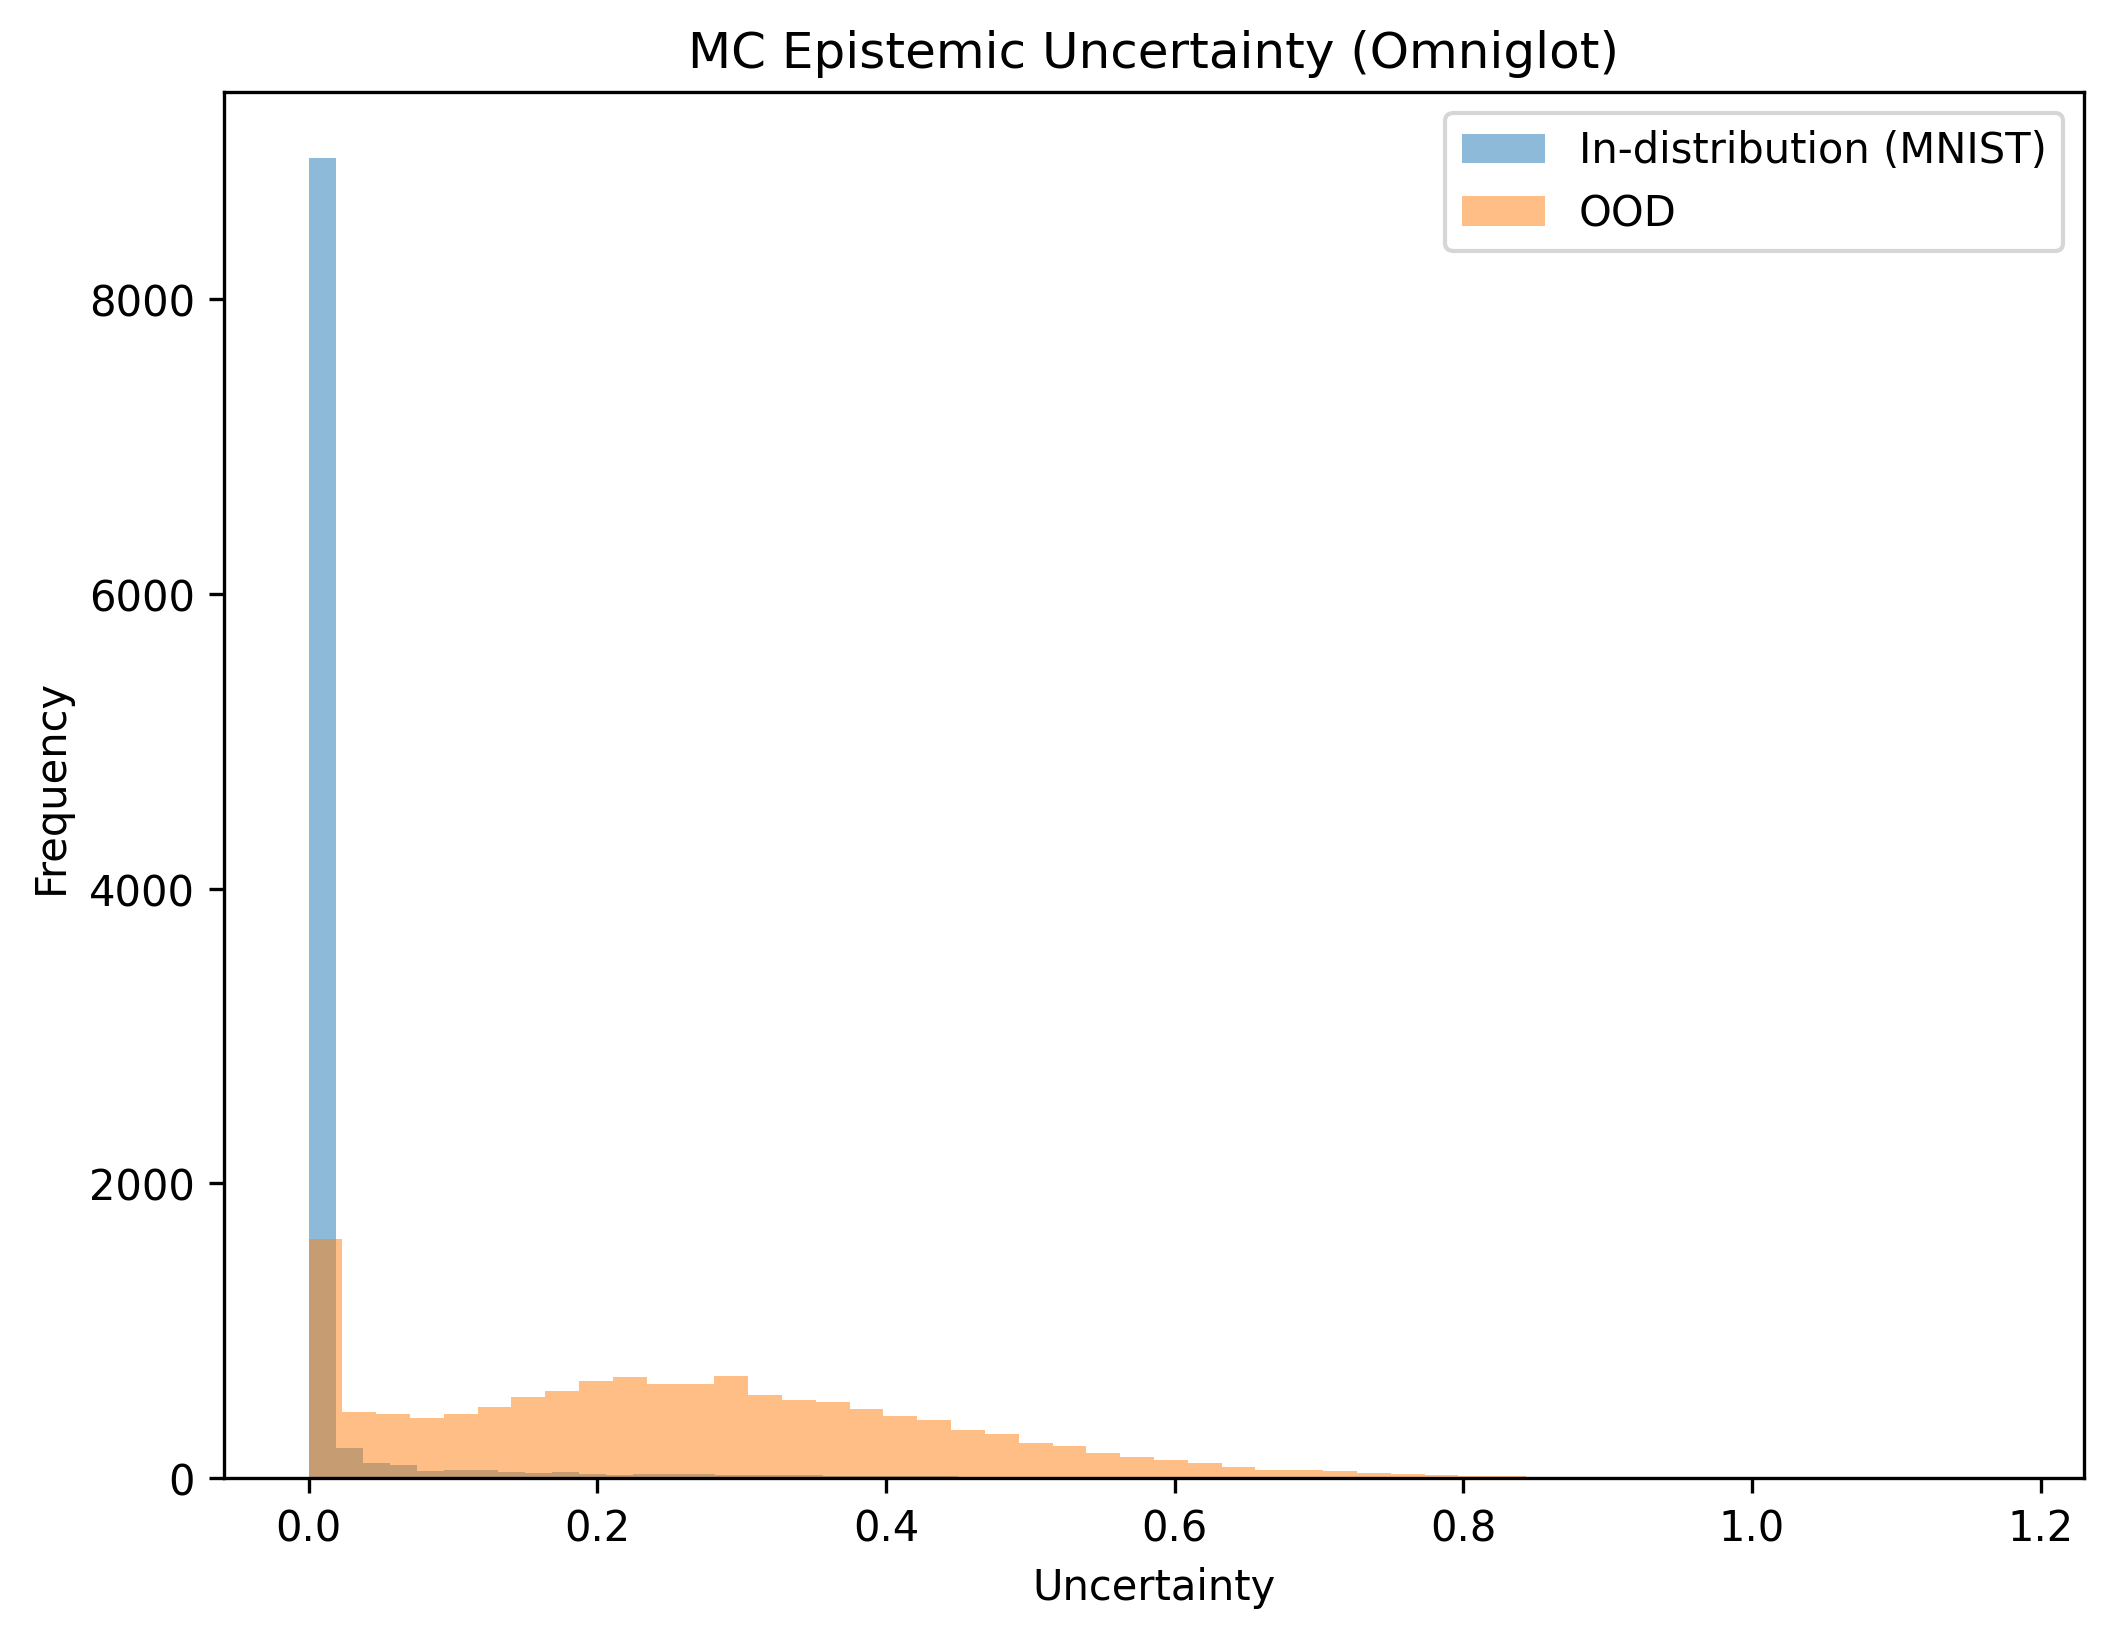 MC Epistemic Uncertainty (Omniglot)
In-distribution (MNIST)
OOD
8000
6000
4000
2000
0
Frequency
0.0 0.2 0.4 0.6 0.8 1.0 1.2
Uncertainty